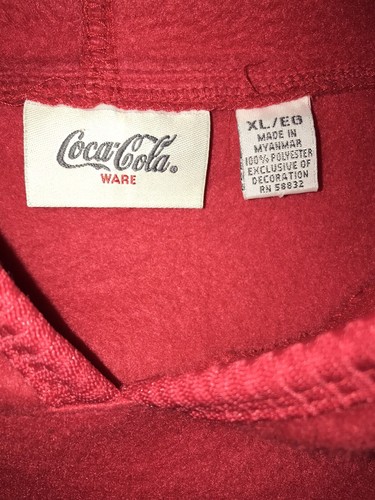 Coca-Cola®
WARE
XL/EG
MADE IN
MYANMAR
100% POLYESTER
EXCLUSIVE OF
DECORATION
RN 58832